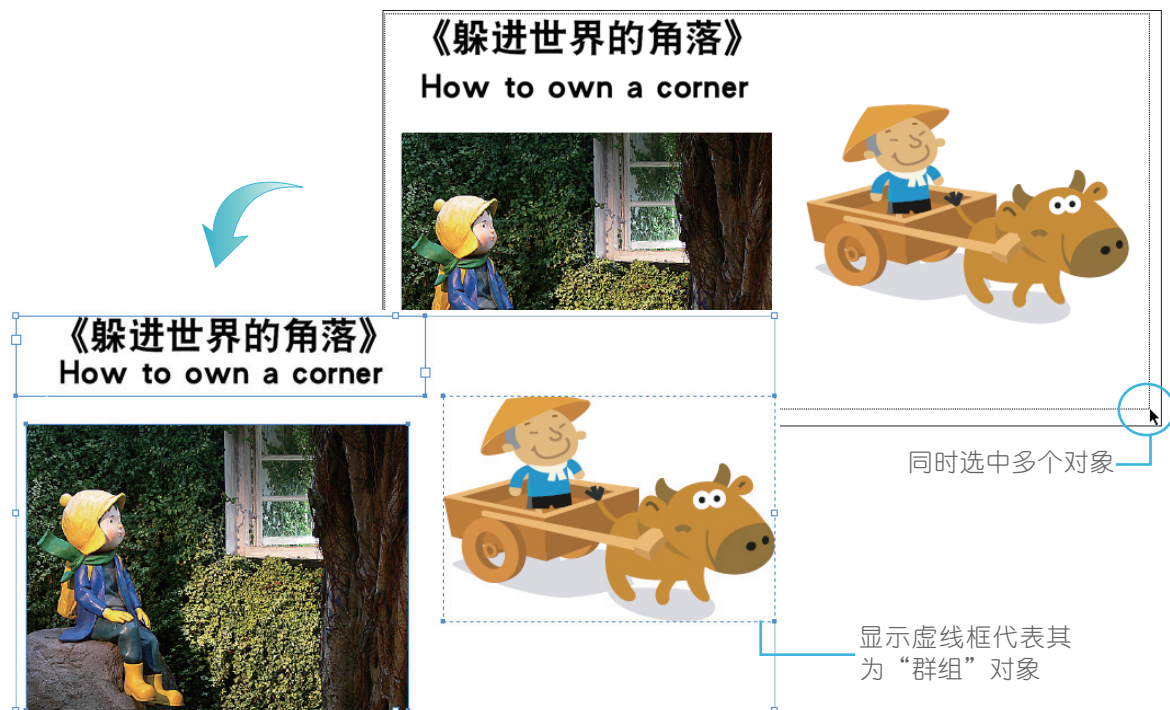 《躲进世界的角落》
How to own a corner
《躲进世界的角落》
How to own a corner
同时选中多个对象
显示虚线框代表其
为“群组”对象